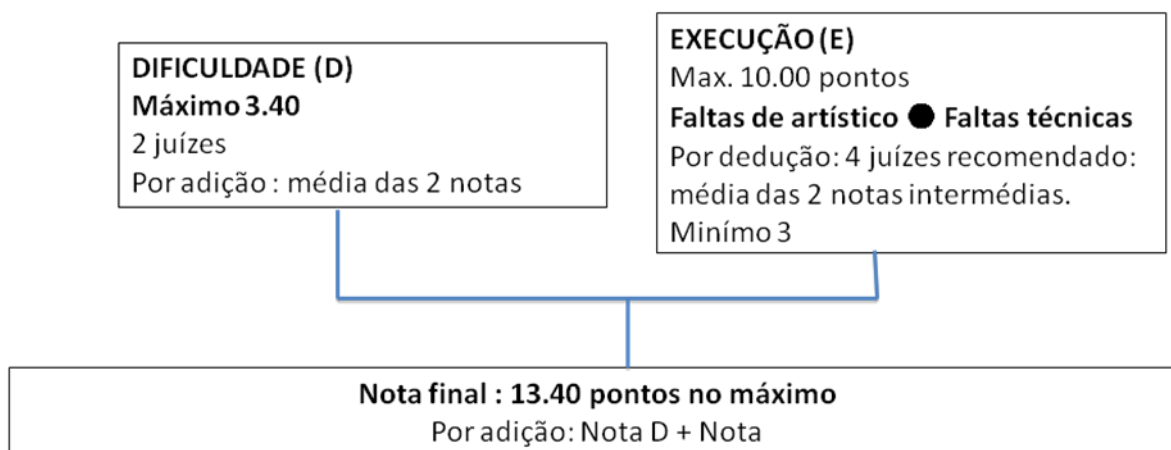 DIFICULDADE (D)
Máximo 3.40
2 juízes
Por adição : média das 2 notas
EXECUÇÃO (E)
Max. 10.00 pontos
Faltas de artístico ● Faltas técnicas
Por dedução: 4 juízes recomendado:
média das 2 notas intermédias.
Minímo 3
Nota final : 13.40 pontos no máximo
Por adição: Nota D + Nota